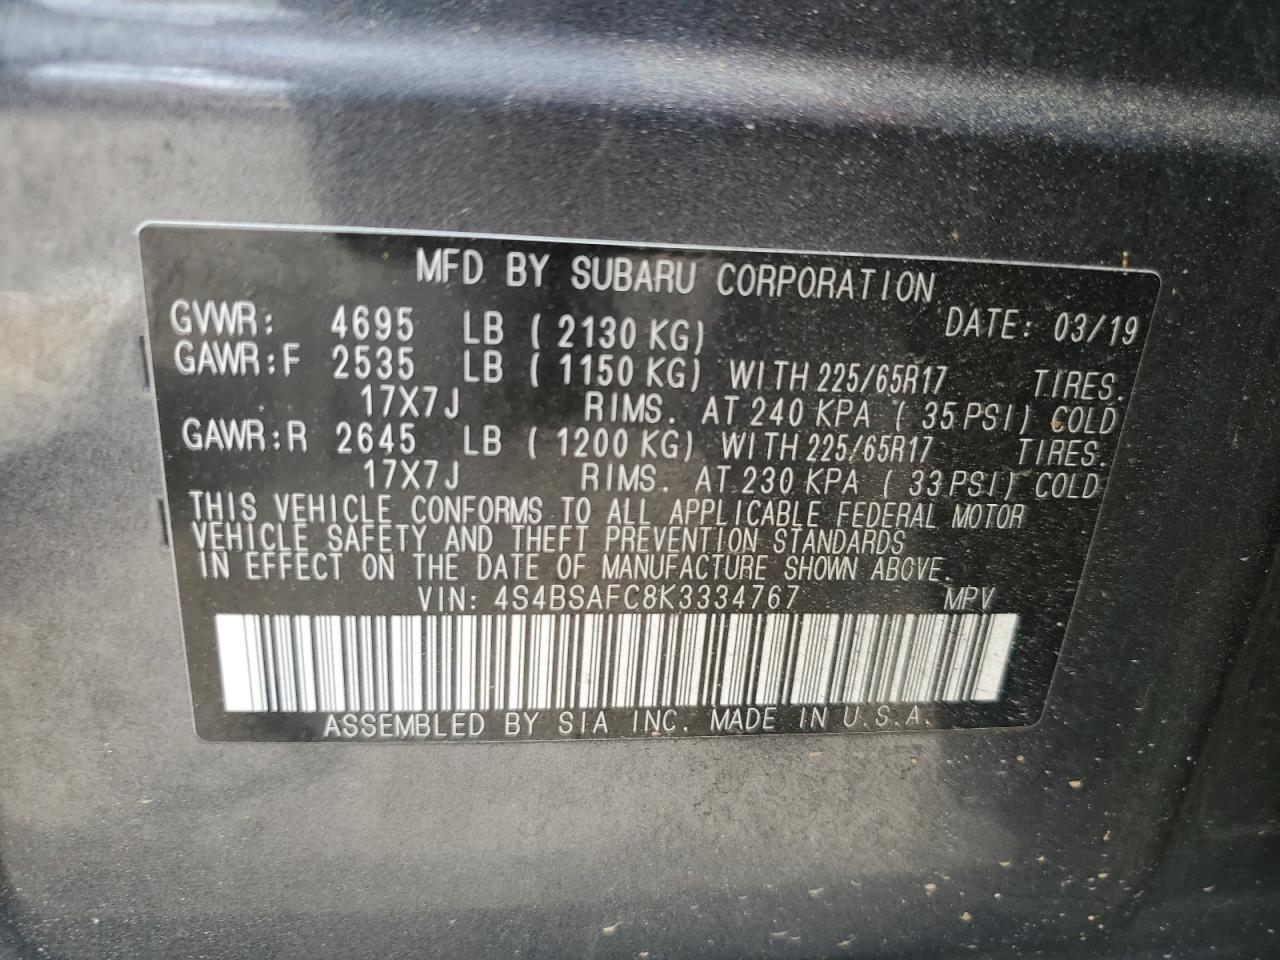 MFD BY SUBARU CORPORATION
GVWR: 4695 LB ( 2130 KG) DATE: 03/19
GAWR:F 2535 LB ( 1150 KG) WITH 225/65R17 TIRES.
17X7J RIMS. AT 240 KPA ( 35 PSI) COLD
GAWR:R 2645 LB ( 1200 KG) WITH 225/65R17 TIRES.
17X7J RIMS. AT 230 KPA ( 33 PSI) COLD
THIS VEHICLE CONFORMS TO ALL APPLICABLE FEDERAL MOTOR
VEHICLE SAFETY AND THEFT PREVENTION STANDARDS
IN EFFECT ON THE DATE OF MANUFACTURE SHOWN ABOVE.
VIN: 4S4BSAFC8K3334767 MPV
ASSEMBLED BY SIA INC. MADE IN U.S.A.